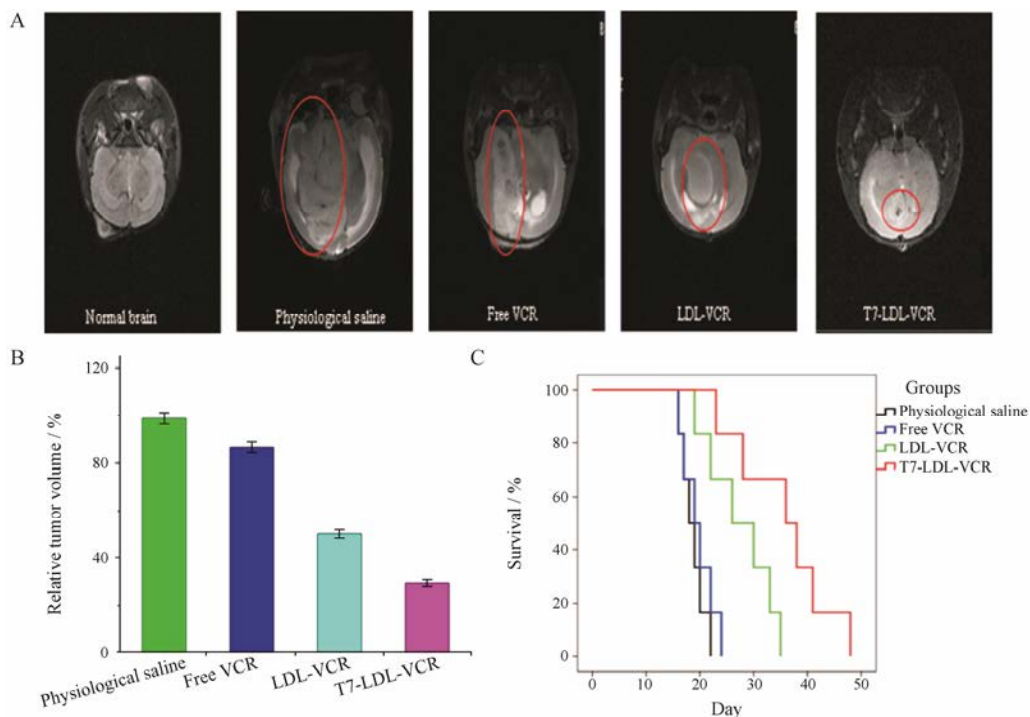 A
Normal brain
Physiological saline
Free VCR
LDL-VCR
T7-LDL-VCR
B
120
80
40
0
Relative tumor volume / %
Physiological saline
Free VCR
LDL-VCR
T7-LDL-VCR
C
100
80
60
40
20
0
Survival / %
0
10
20
30
40
50
Day
Groups
Physiological saline
Free VCR
LDL-VCR
T7-LDL-VCR